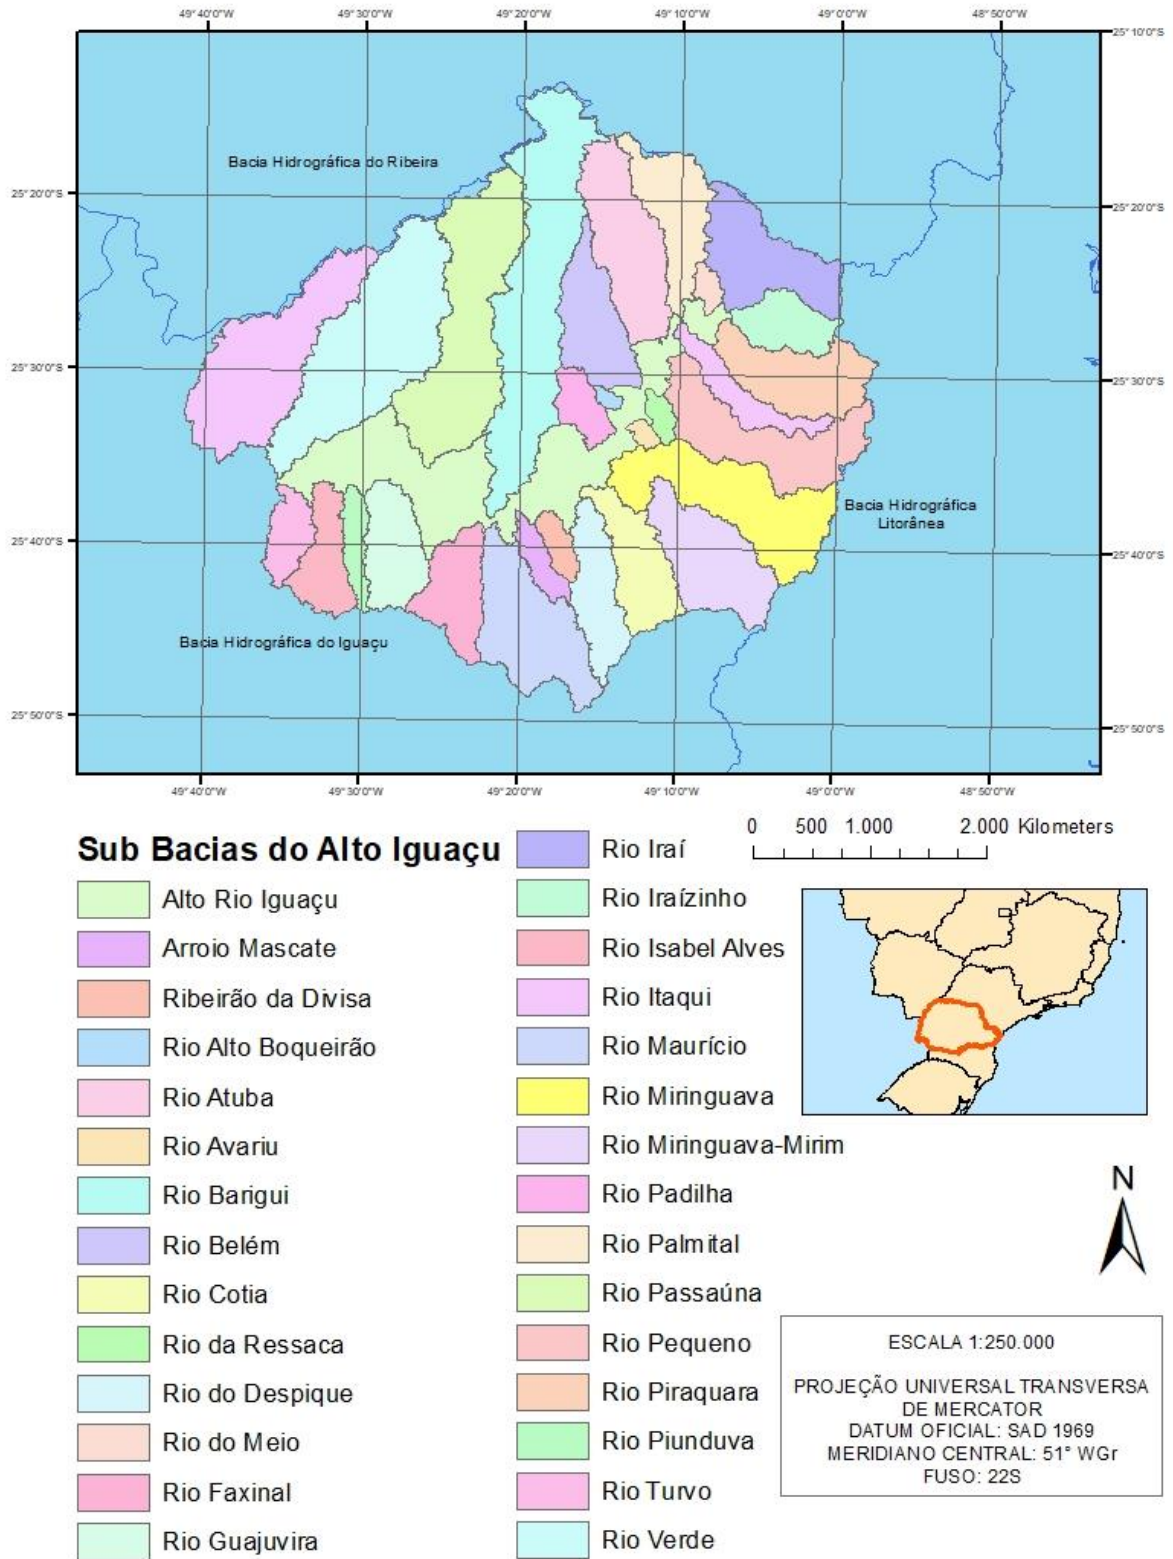 49°40'0"W 49°30'0"W 49°20'0"W 49°10'0"W 49°0'0"W 48°50'0"W
25°10'0"S
Bacia Hidrográfica do Ribeira
25°20'0"S 25°20'0"S
25°30'0"S 25°30'0"S
Bacia Hidrográfica
Litorânea
25°40'0"S 25°40'0"S
Bacia Hidrográfica do Iguaçu
25°50'0"S 25°50'0"S
49°40'0"W 49°30'0"W 49°20'0"W 49°10'0"W 49°0'0"W 48°50'0"W
0 500 1.000 2.000 Kilometers
Sub Bacias do Alto Iguaçu
Alto Rio Iguaçu
Arroio Mascate
Ribeirão da Divisa
Rio Alto Boqueirão
Rio Atuba
Rio Avariu
Rio Barigui
Rio Belém
Rio Cotia
Rio da Ressaca
Rio do Despique
Rio do Meio
Rio Faxinal
Rio Guajuvira
Rio Iraí
Rio Iraízinho
Rio Isabel Alves
Rio Itaqui
Rio Maurício
Rio Miringuava
Rio Miringuava-Mirim
Rio Padilha
Rio Palmital
Rio Passaúna
Rio Pequeno
Rio Piraquara
Rio Piunduva
Rio Turvo
Rio Verde
N
ESCALA 1:250.000
PROJEÇÃO UNIVERSAL TRANSVERSA
DE MERCATOR
DATUM OFICIAL: SAD 1969
MERIDIANO CENTRAL: 51° WGr
FUSO: 22S